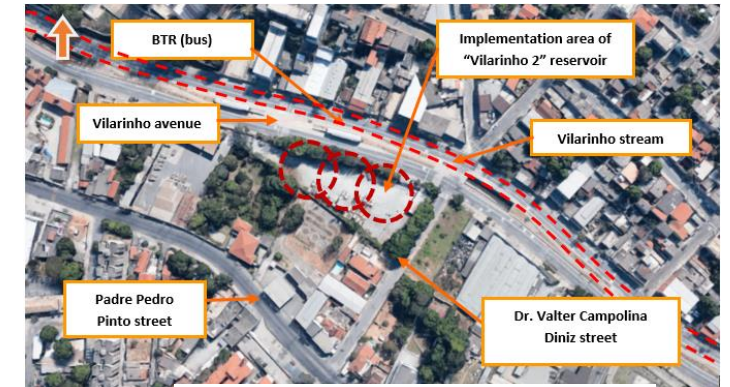 BTR (bus)
Implementation area of
“Vilarinho 2” reservoir
Vilarinho avenue
Vilarinho stream
Padre Pedro
Pinto street
Dr. Valter Campolina
Diniz street